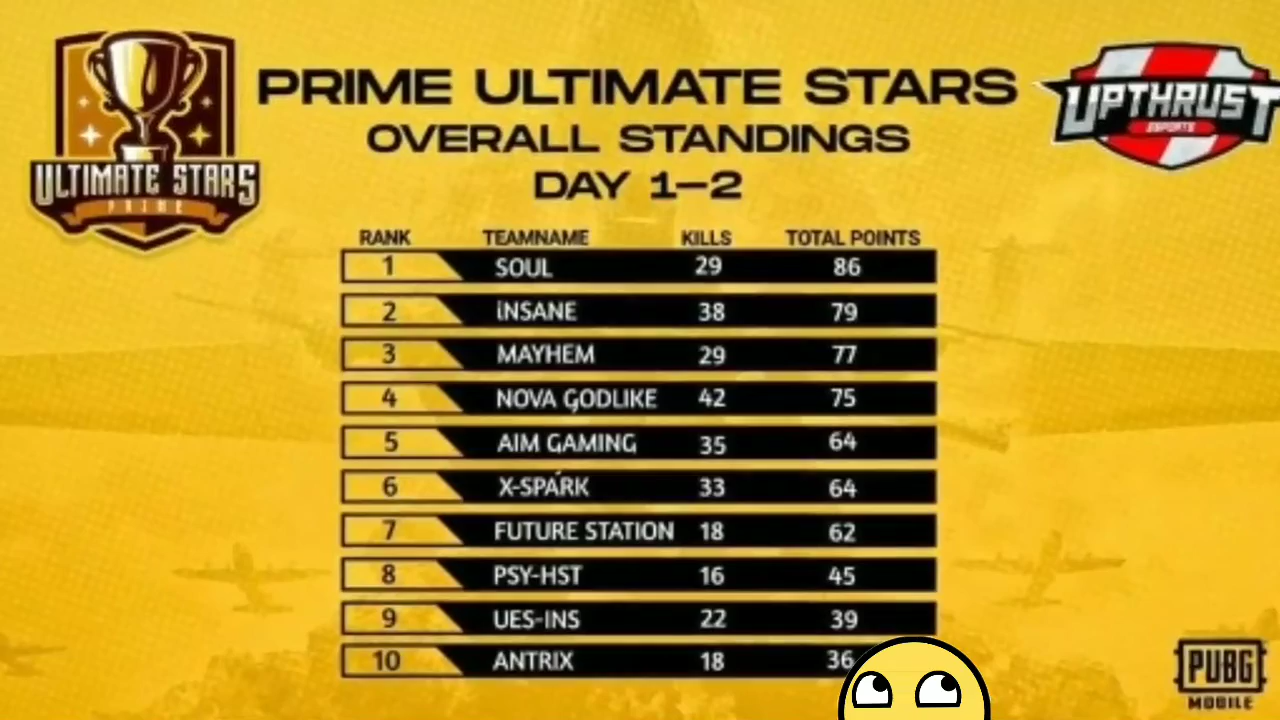 PRIME ULTIMATE STARS
OVERALL STANDINGS
DAY 1-2
ULTIMATE STARS
PRIME
UPTHRUST
ESPORTS
RANK TEAMNAME KILLS TOTAL POINTS
1 SOUL 29 86
2 INSANE 38 79
3 MAYHEM 29 77
4 NOVA GODLIKE 42 75
5 AIM GAMING 35 64
6 X-SPARK 33 64
7 FUTURE STATION 18 62
8 PSY-HST 16 45
9 UES-INS 22 39
10 ANTRIX 18 36
PUBG
MOBILE